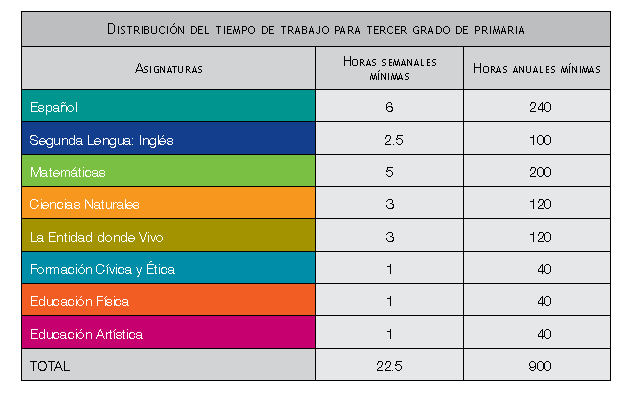 Distribución del tiempo de trabajo para tercer grado de primaria
Asignaturas Horas semanales mínimas Horas anuales mínimas
Español 6 240
Segunda Lengua: Inglés 2.5 100
Matemáticas 5 200
Ciencias Naturales 3 120
La Entidad donde Vivo 3 120
Formación Cívica y Ética 1 40
Educación Física 1 40
Educación Artística 1 40
TOTAL 22.5 900